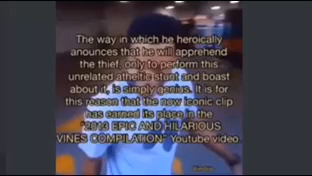 The way in which he heroically
anounces that he will apprehend
the thief, only to perform this
unrelated atheltic stunt and boast
about it, is simply genius. It is for
this reason that the now iconic clip
has earned its place in the
"2013 EPIC AND HILARIOUS
VINES COMPILATION" Youtube video.